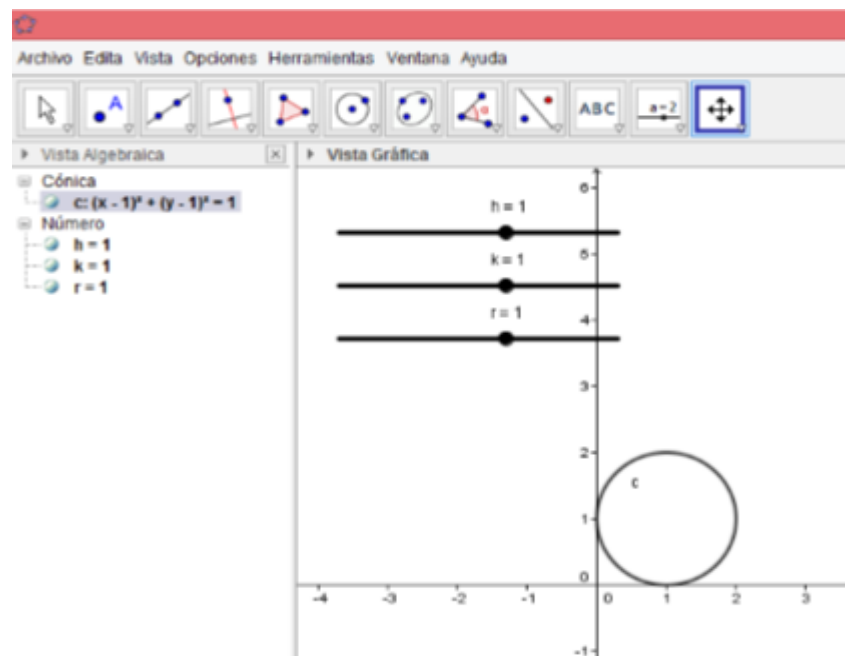 Archivo Edita Vista Opciones Herramientas Ventana Ayuda
A
α
ABC
a=2
Vista Algebraica
Vista Gráfica
Cónica
c: (x - 1)² + (y - 1)² = 1
Número
h = 1
k = 1
r = 1
h = 1
k = 1
r = 1
6
5
4
3
2
1
0
-1
c
-4 -3 -2 -1 0 1 2 3